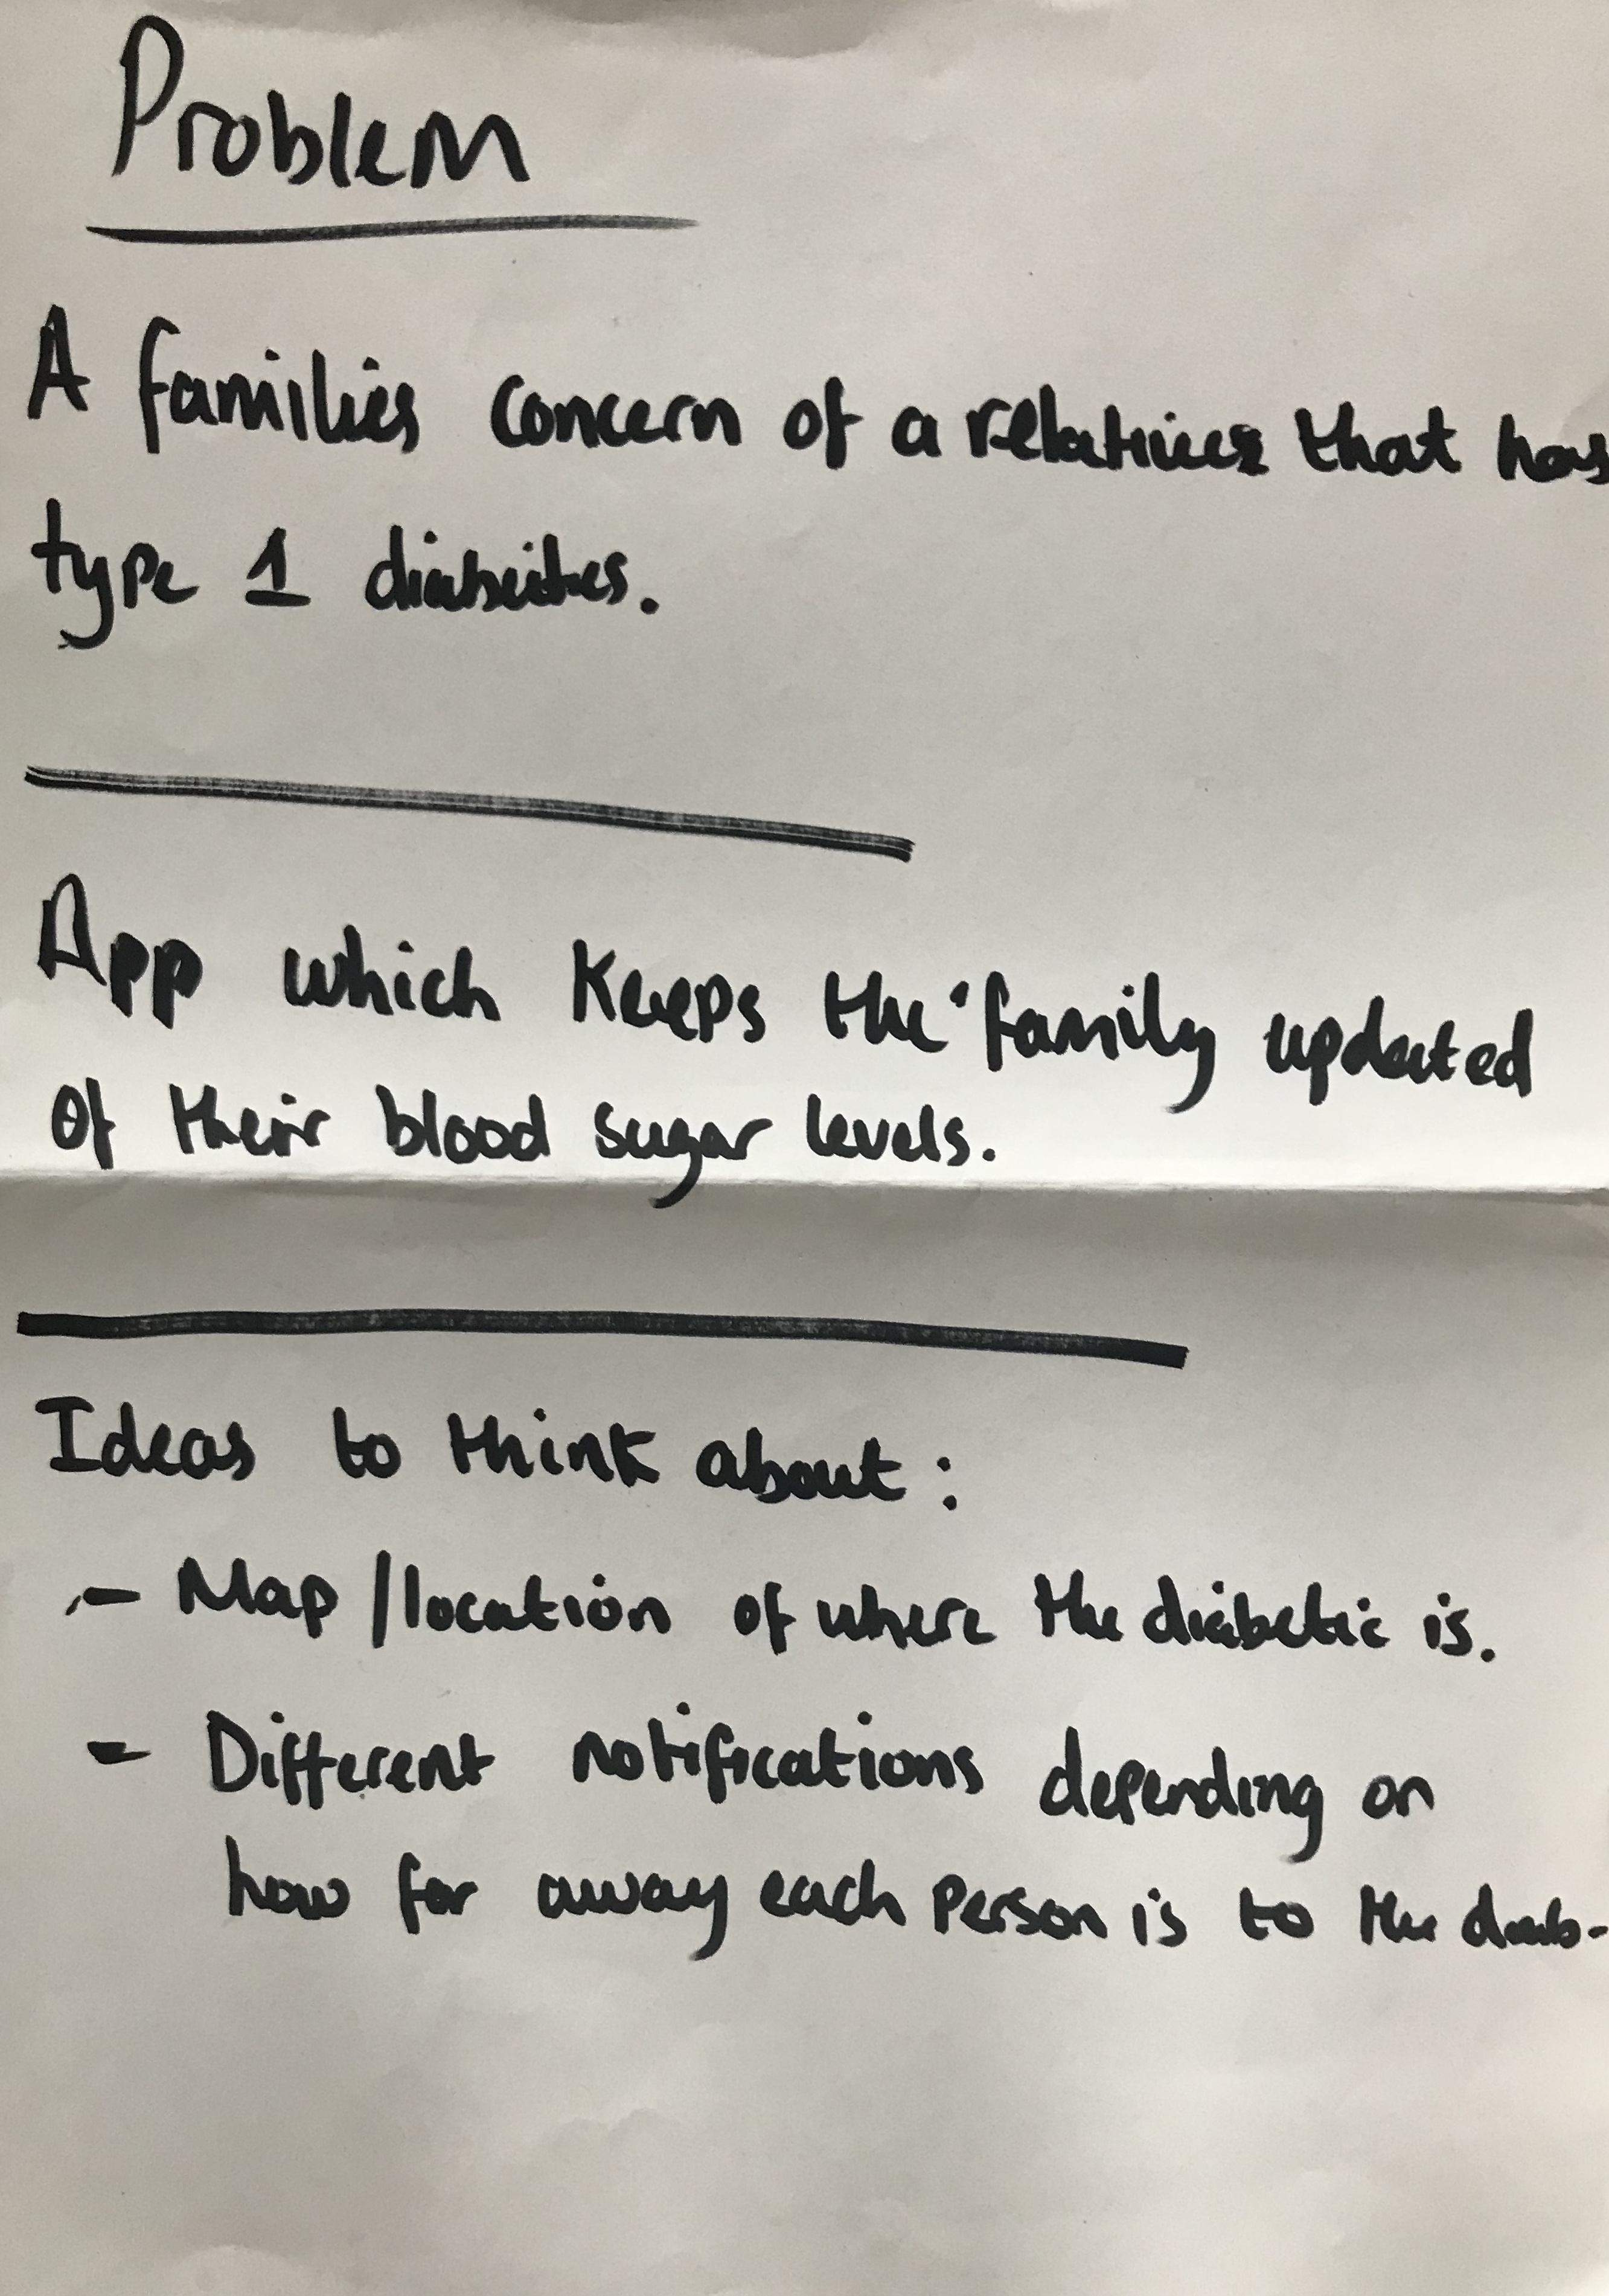 Problem
A families concern of a relatives that has
type 1 diabeites.
App which keeps the family updated
of their blood sugar levels.
Ideas to think about :
- Map / location of where the diabetic is.
- Different notifications depending on
how far away each person is to the diab-